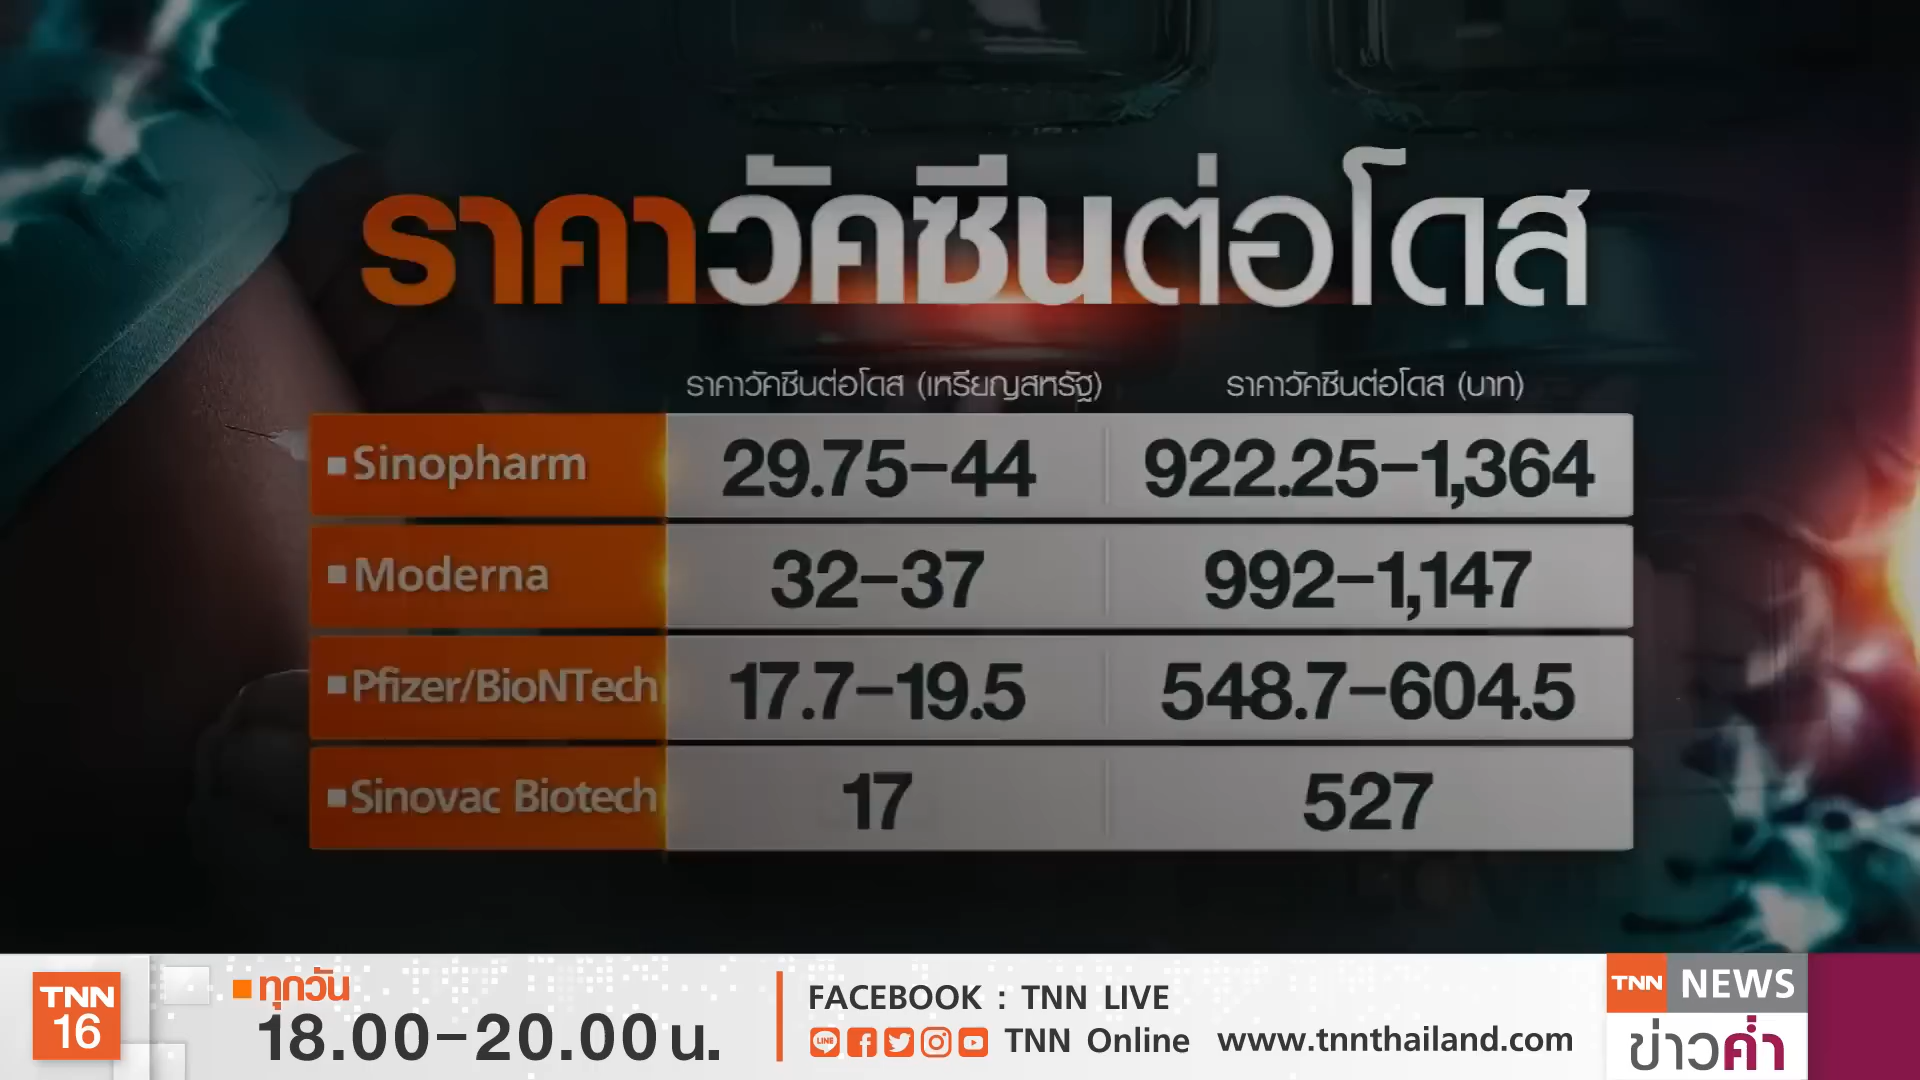 ราคาวัคซีนต่อโดส
ราคาวัคซีนต่อโดส (เหรียญสหรัฐ) ราคาวัคซีนต่อโดส (บาท)
Sinopharm 29.75-44 922.25-1,364
Moderna 32-37 992-1,147
Pfizer/BioNTech 17.7-19.5 548.7-604.5
Sinovac Biotech 17 527
TNN 16
ทุกวัน
18.00-20.00 น.
FACEBOOK : TNN LIVE
LINE TNN Online www.tnnthailand.com
TNN NEWS
ข่าวค่ำ